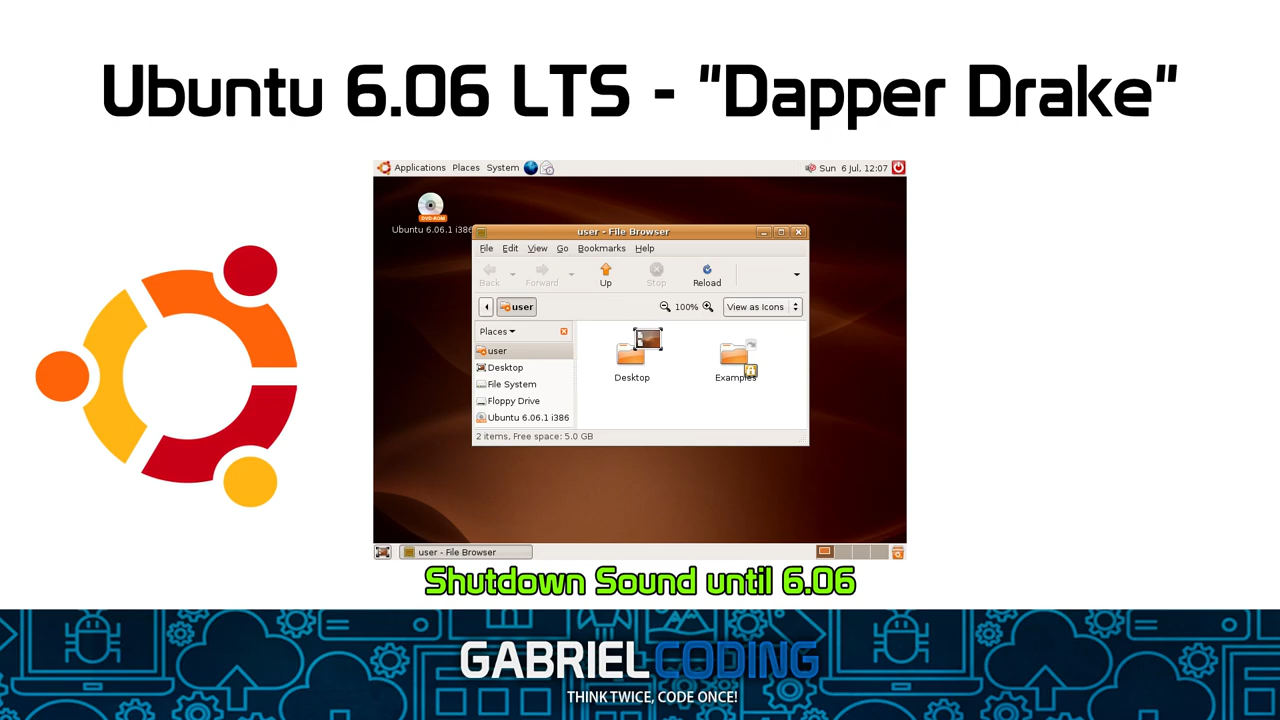 Ubuntu 6.06 LTS - "Dapper Drake"
Applications Places System Sun 6 Jul, 12:07
DVD-ROM
Ubuntu 6.06.1 i386
user - File Browser
File Edit View Go Bookmarks Help
Back Forward Up Stop Reload
user 100% View as Icons
Places
user
Desktop
File System
Floppy Drive
Ubuntu 6.06.1 i386
Desktop Examples
2 items, Free space: 5.0 GB
user - File Browser
Shutdown Sound until 6.06
GABRIELCODING
THINK TWICE, CODE ONCE!